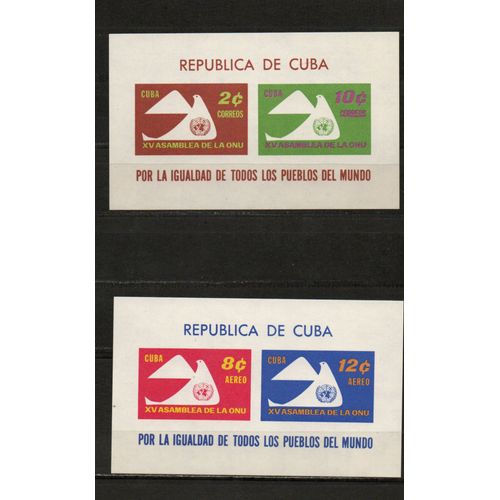 REPUBLICA DE CUBA
CUBA 2¢
CORREOS
XV ASAMBLEA DE LA ONU
CUBA 10¢
CORREOS
XV ASAMBLEA DE LA ONU
POR LA IGUALDAD DE TODOS LOS PUEBLOS DEL MUNDO
REPUBLICA DE CUBA
CUBA 8¢
AEREO
XV ASAMBLEA DE LA ONU
CUBA 12¢
AEREO
XV ASAMBLEA DE LA ONU
POR LA IGUALDAD DE TODOS LOS PUEBLOS DEL MUNDO